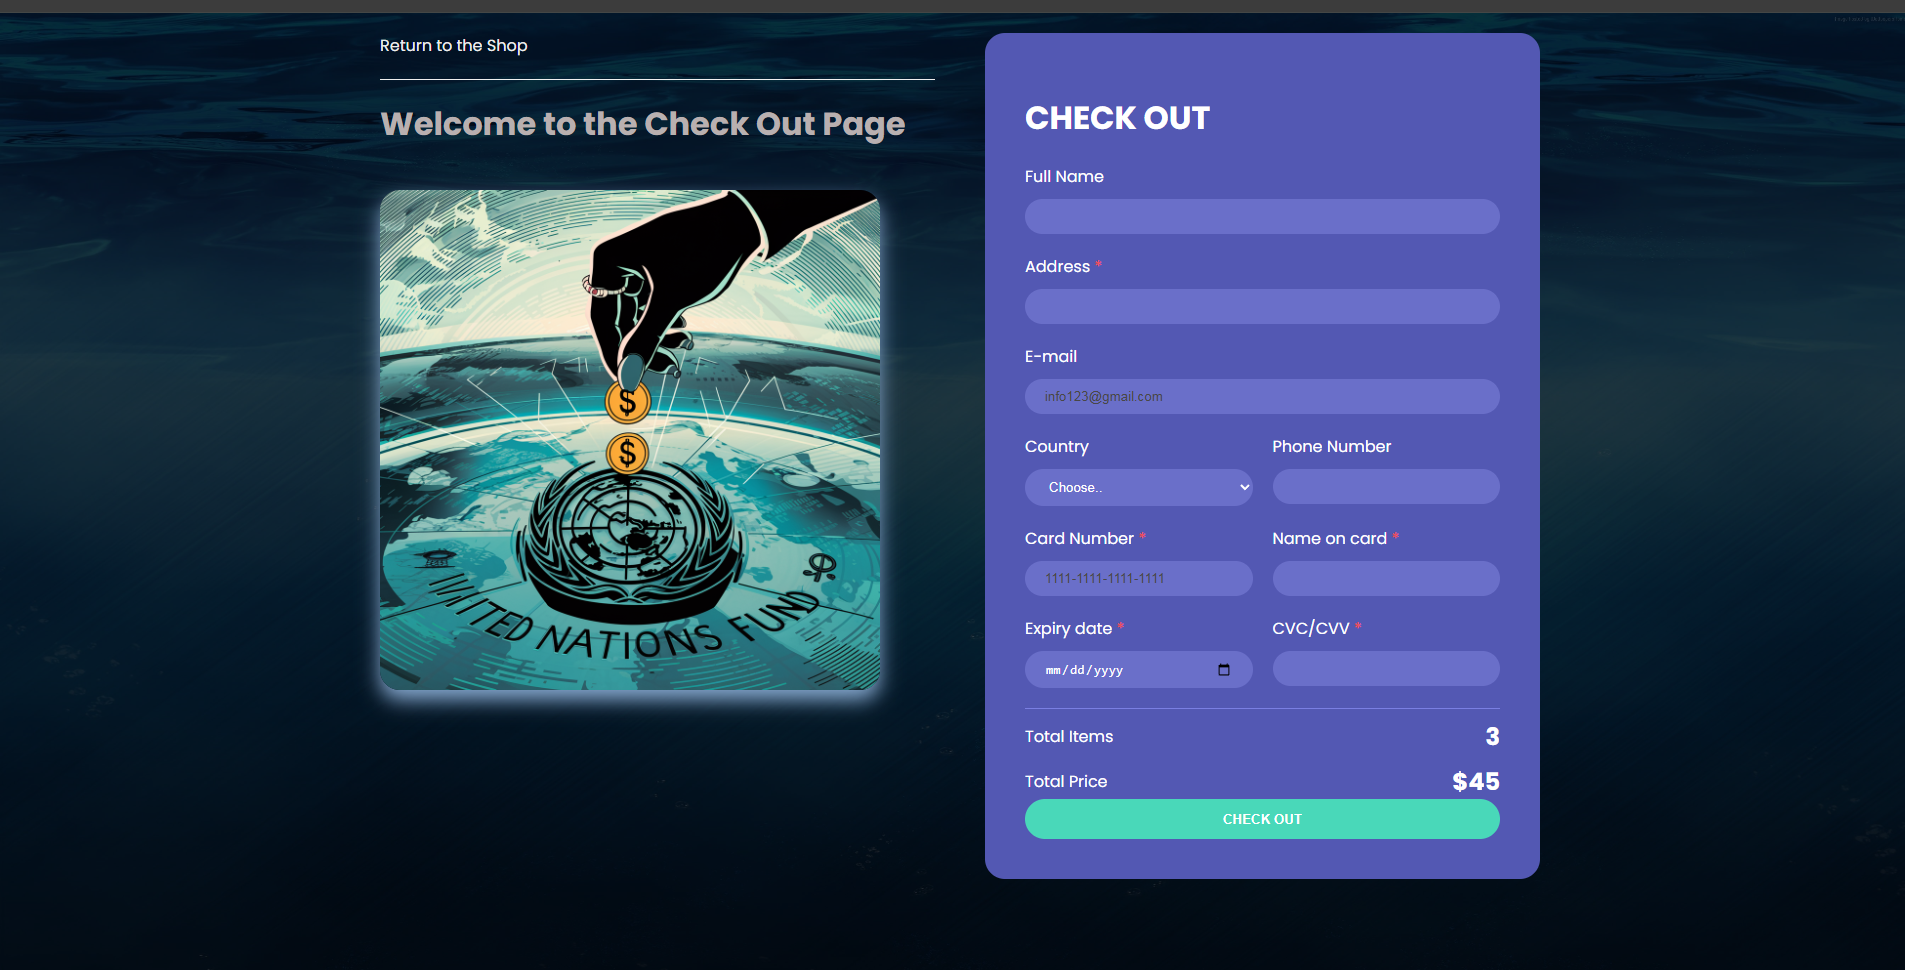 Return to the Shop
Welcome to the Check Out Page
$
$
UNITED NATIONS FUND
CHECK OUT
Full Name
Address *
E-mail
info123@gmail.com
Country Phone Number
Choose..
Card Number * Name on card *
1111-1111-1111-1111
Expiry date * CVC/CVV *
mm/dd/yyyy
Total Items 3
Total Price $45
CHECK OUT